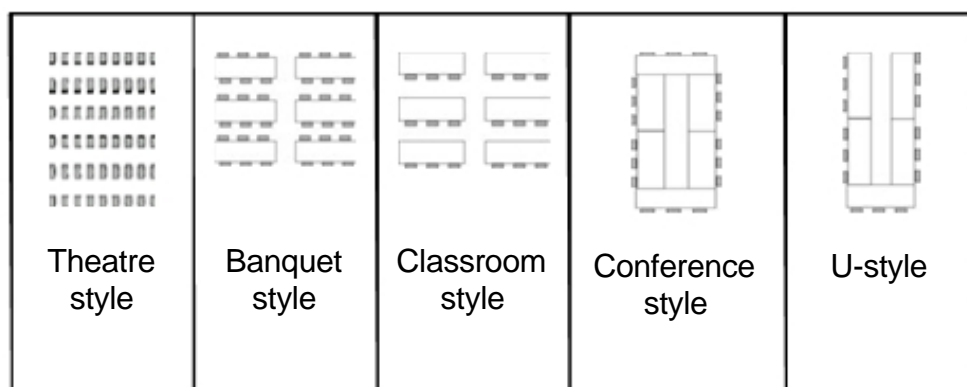 Theatre
style
Banquet
style
Classroom
style
Conference
style
U-style